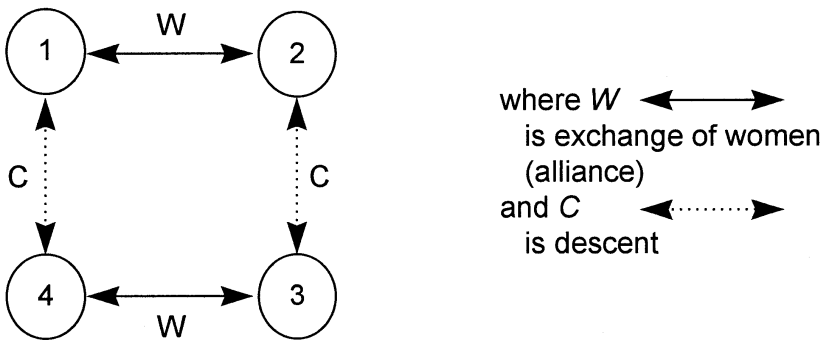 W
1
2
C
C
4
3
W
where W
is exchange of women
(alliance)
and C
is descent